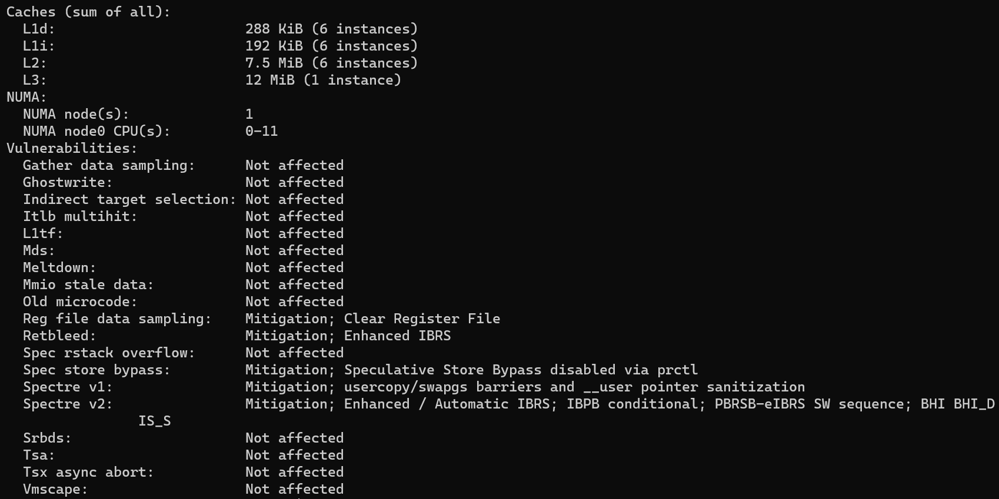 Caches (sum of all):
  L1d:                       288 KiB (6 instances)
  L1i:                       192 KiB (6 instances)
  L2:                        7.5 MiB (6 instances)
  L3:                        12 MiB (1 instance)
NUMA:
  NUMA node(s):              1
  NUMA node0 CPU(s):         0-11
Vulnerabilities:
  Gather data sampling:      Not affected
  Ghostwrite:                Not affected
  Indirect target selection: Not affected
  Itlb multihit:             Not affected
  L1tf:                      Not affected
  Mds:                       Not affected
  Meltdown:                  Not affected
  Mmio stale data:           Not affected
  Old microcode:             Not affected
  Reg file data sampling:    Mitigation; Clear Register File
  Retbleed:                  Mitigation; Enhanced IBRS
  Spec rstack overflow:      Not affected
  Spec store bypass:         Mitigation; Speculative Store Bypass disabled via prctl
  Spectre v1:                Mitigation; usercopy/swapgs barriers and __user pointer sanitization
  Spectre v2:                Mitigation; Enhanced / Automatic IBRS; IBPB conditional; PBRSB-eIBRS SW sequence; BHI BHI_D
                IS_S
  Srbds:                     Not affected
  Tsa:                       Not affected
  Tsx async abort:           Not affected
  Vmscape:                   Not affected